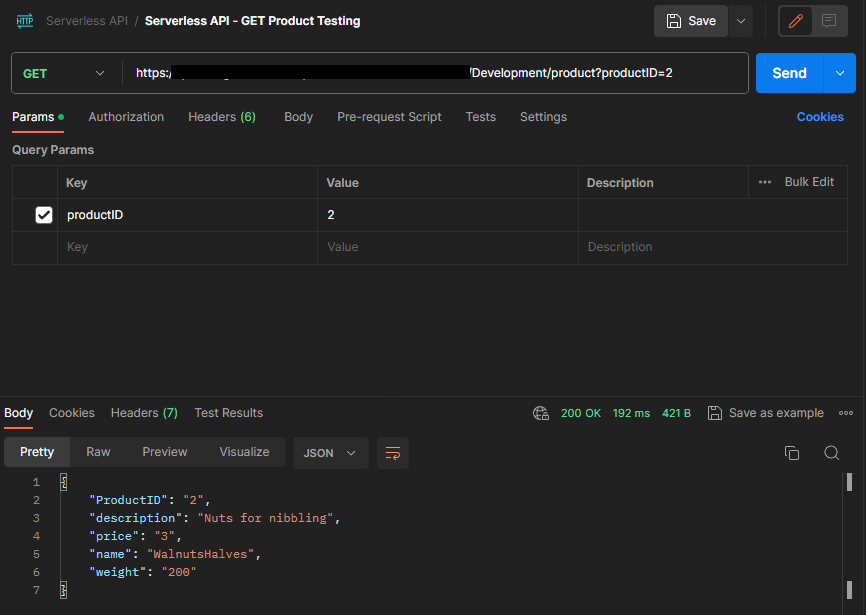 HTTP Serverless API / Serverless API - GET Product Testing Save
GET https:/ /Development/product?productID=2 Send
Params Authorization Headers (6) Body Pre-request Script Tests Settings Cookies
Query Params
Key Value Description ••• Bulk Edit
productID 2
Key Value Description
Body Cookies Headers (7) Test Results 200 OK 192 ms 421 B Save as example
Pretty Raw Preview Visualize JSON
1 {
2 "ProductID": "2",
3 "description": "Nuts for nibbling",
4 "price": "3",
5 "name": "WalnutsHalves",
6 "weight": "200"
7 }